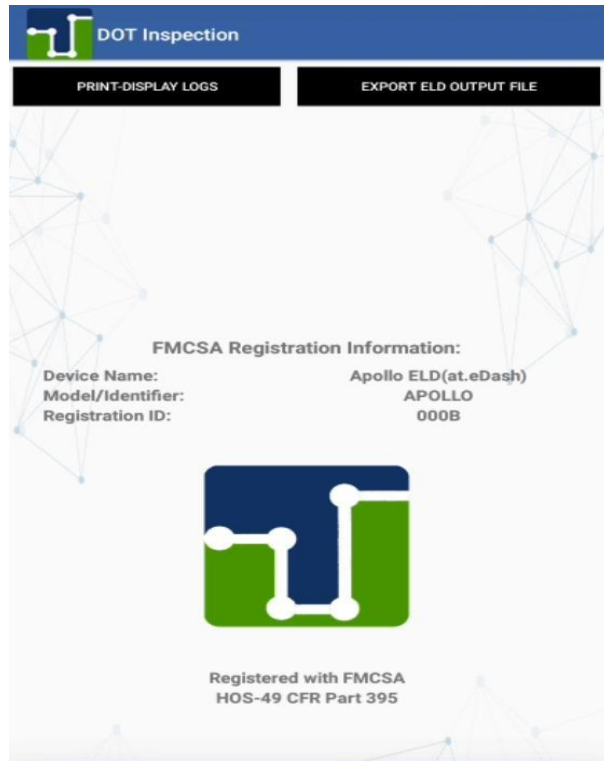 DOT Inspection
PRINT-DISPLAY LOGS
EXPORT ELD OUTPUT FILE
FMCSA Registration Information:
Device Name: Apollo ELD(at.eDash)
Model/Identifier: APOLLO
Registration ID: 000B
Registered with FMCSA
HOS-49 CFR Part 395